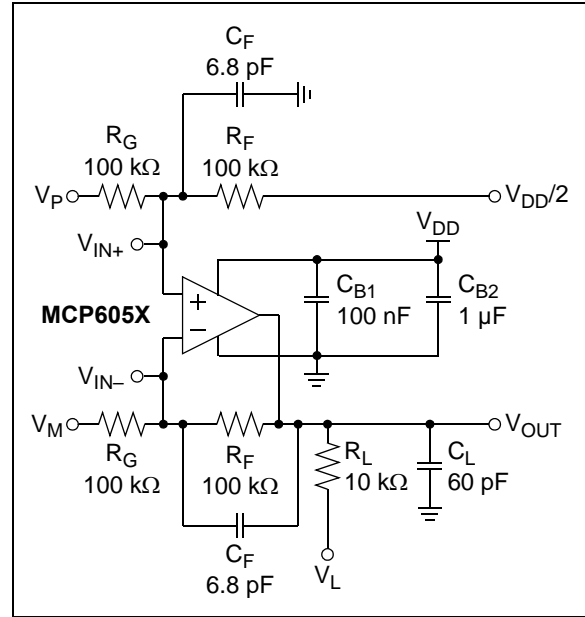 C_F
6.8 pF
R_G
100 kΩ
R_F
100 kΩ
V_P
V_DD/2
V_DD
V_IN+
C_B1
100 nF
C_B2
1 µF
MCP605X
+
–
V_IN–
V_M
V_OUT
R_G
100 kΩ
R_F
100 kΩ
R_L
10 kΩ
C_L
60 pF
C_F
6.8 pF
V_L